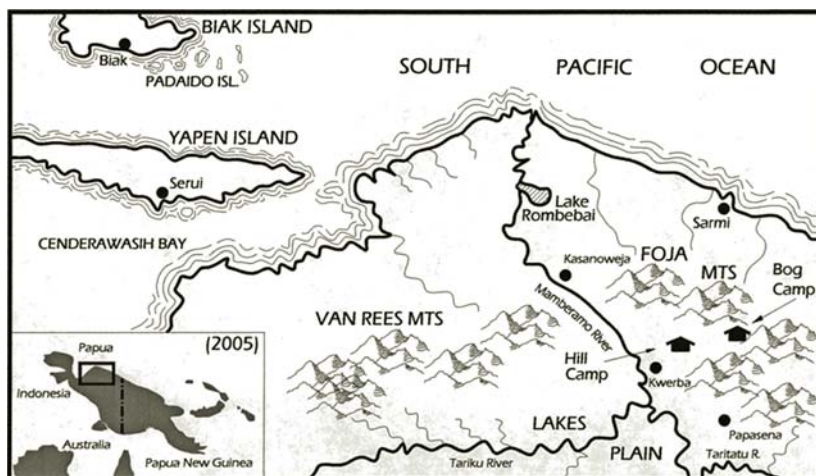 BIAK ISLAND
Biak
PADAIDO ISL.
SOUTH PACIFIC OCEAN
YAPEN ISLAND
Serui
CENDERAWASIH BAY
Lake
Rombebai
Sarmi
Kasanoweja
FOJA
MTS
Bog
Camp
Mamberamo River
VAN REES MTS
Hill
Camp
Kwerba
LAKES
PLAIN
Papasena
Tariku River
Taritatu R.
(2005)
Papua
Indonesia
Australia
Papua New Guinea